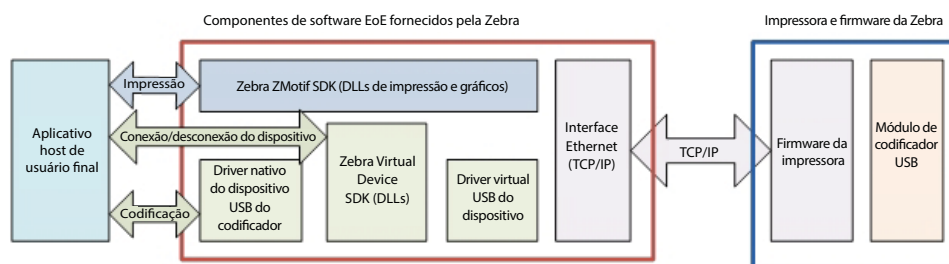 Componentes de software EoE fornecidos pela Zebra
Impressora e firmware da Zebra
Aplicativo
host de
usuário final
Impressão
Conexão/desconexão do dispositivo
Codificação
Zebra ZMotif SDK (DLLs de impressão e gráficos)
Driver nativo
do dispositivo
USB do
codificador
Zebra Virtual
Device
SDK (DLLs)
Driver virtual
USB do
dispositivo
Interface
Ethernet
(TCP/IP)
TCP/IP
Firmware da
impressora
Módulo de
codificador
USB